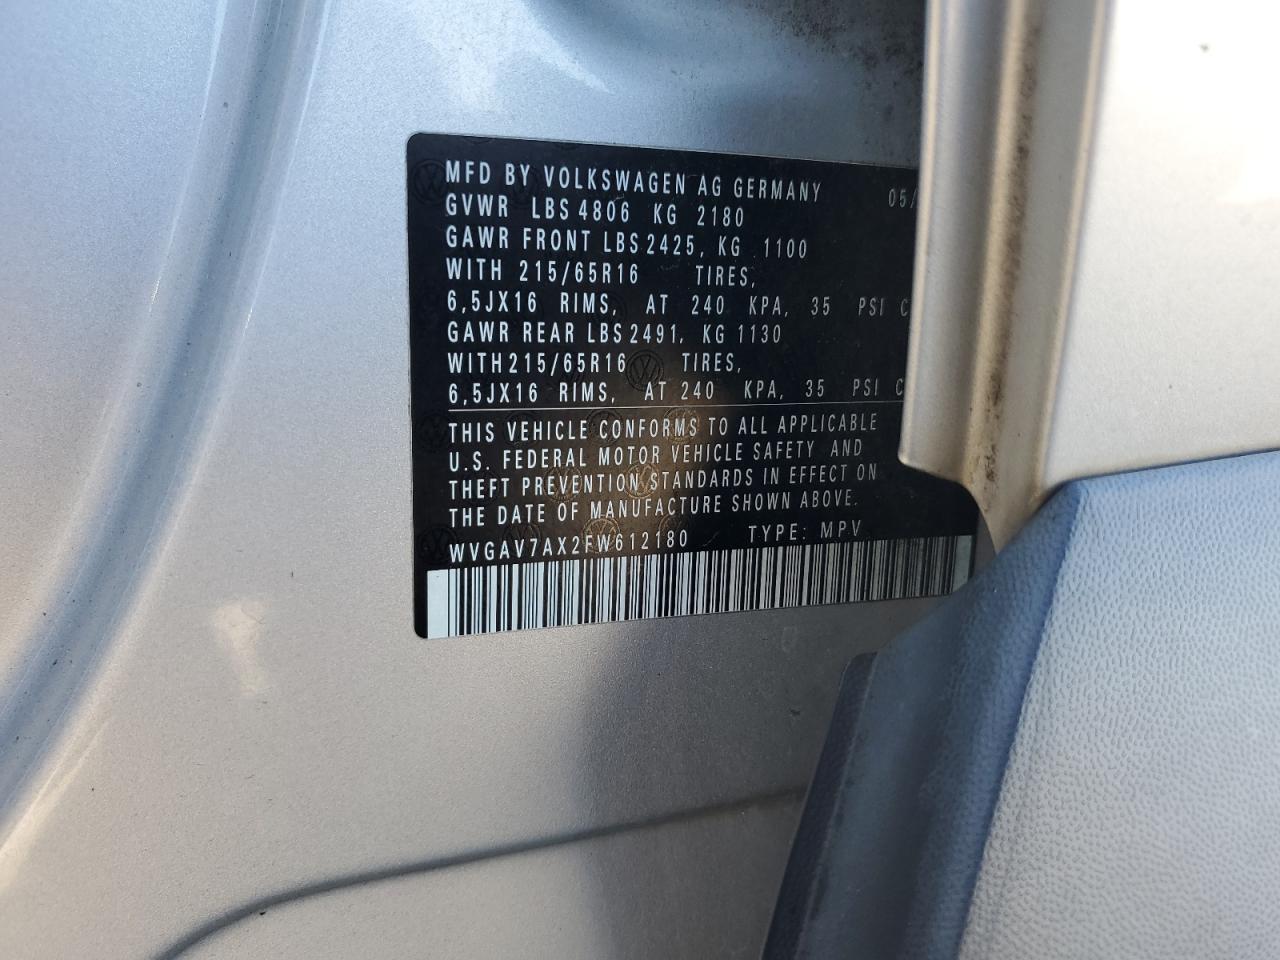 MFD BY VOLKSWAGEN AG GERMANY 05/
GVWR LBS 4806 KG 2180
GAWR FRONT LBS 2425, KG 1100
WITH 215/65R16 TIRES,
6,5JX16 RIMS, AT 240 KPA, 35 PSI C
GAWR REAR LBS 2491, KG 1130
WITH 215/65R16 TIRES,
6,5JX16 RIMS, AT 240 KPA, 35 PSI C
THIS VEHICLE CONFORMS TO ALL APPLICABLE
U.S. FEDERAL MOTOR VEHICLE SAFETY AND
THEFT PREVENTION STANDARDS IN EFFECT ON
THE DATE OF MANUFACTURE SHOWN ABOVE.
WVGAV7AX2FW612180 TYPE: MPV